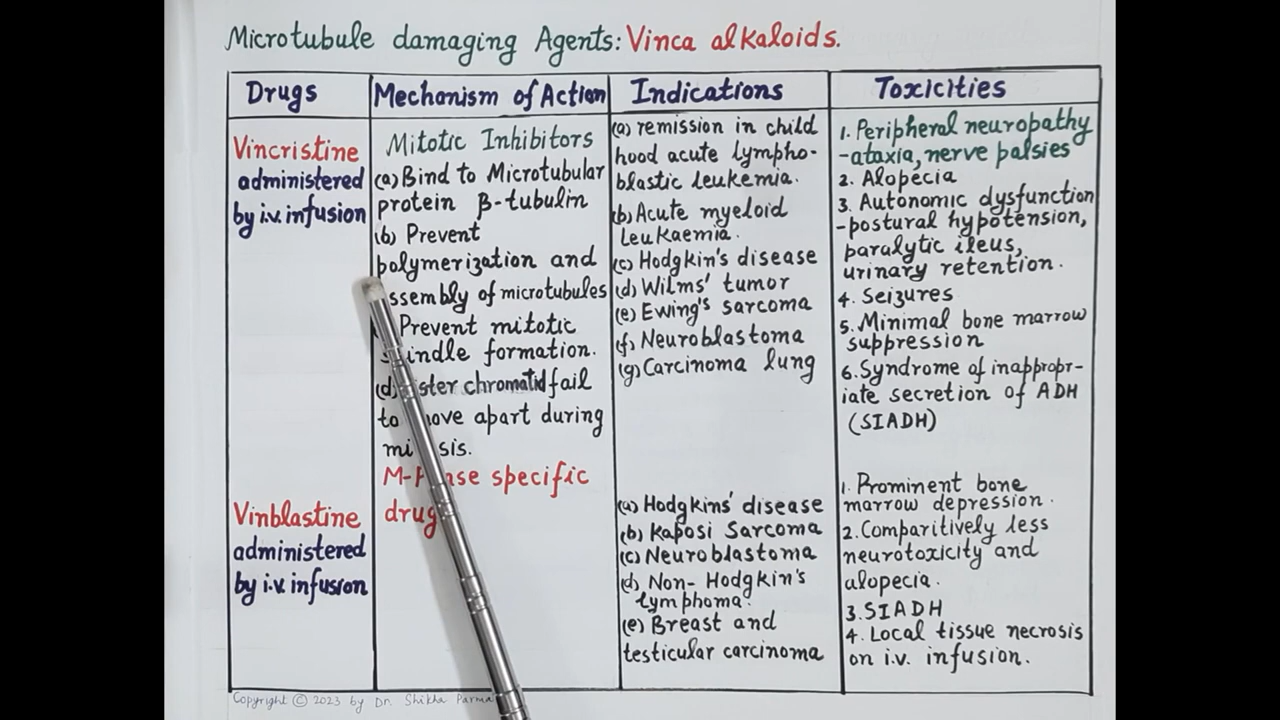 Microtubule damaging Agents: Vinca alkaloids.
Drugs
Mechanism of Action
Indications
Toxicities
Vincristine
administered
by i.v. infusion
Mitotic Inhibitors
(a) Bind to Microtubular
protein β-tubulin
(b) Prevent
polymerization and
ssembly of microtubules
Prevent mitotic
indle formation.
(d) ister chromatid fail
to move apart during
mi sis.
M-P ase specific
drug
(a) remission in child
hood acute lympho-
blastic leukemia.
(b) Acute myeloid
Leukaemia.
(c) Hodgkin's disease
(d) Wilms' tumor
(e) Ewing's sarcoma
(f) Neuroblastoma
(g) Carcinoma lung
1. Peripheral neuropathy
-ataxia, nerve palsies
2. Alopecia
3. Autonomic dysfunction
-postural hypotension,
paralytic ileus,
urinary retention.
4. Seizures
5. Minimal bone marrow
suppression
6. Syndrome of inappropr-
iate secretion of ADH
(SIADH)
Vinblastine
administered
by i.v. infusion
(a) Hodgkins' disease
(b) Kaposi Sarcoma
(c) Neuroblastoma
(d) Non-Hodgkin's
lymphoma.
(e) Breast and
testicular carcinoma
1. Prominent bone
marrow depression.
2. Comparitively less
neurotoxicity and
alopecia.
3. SIADH
4. Local tissue necrosis
on i.v. infusion.
Copyright © 2023 by Dr. Shikha Parma